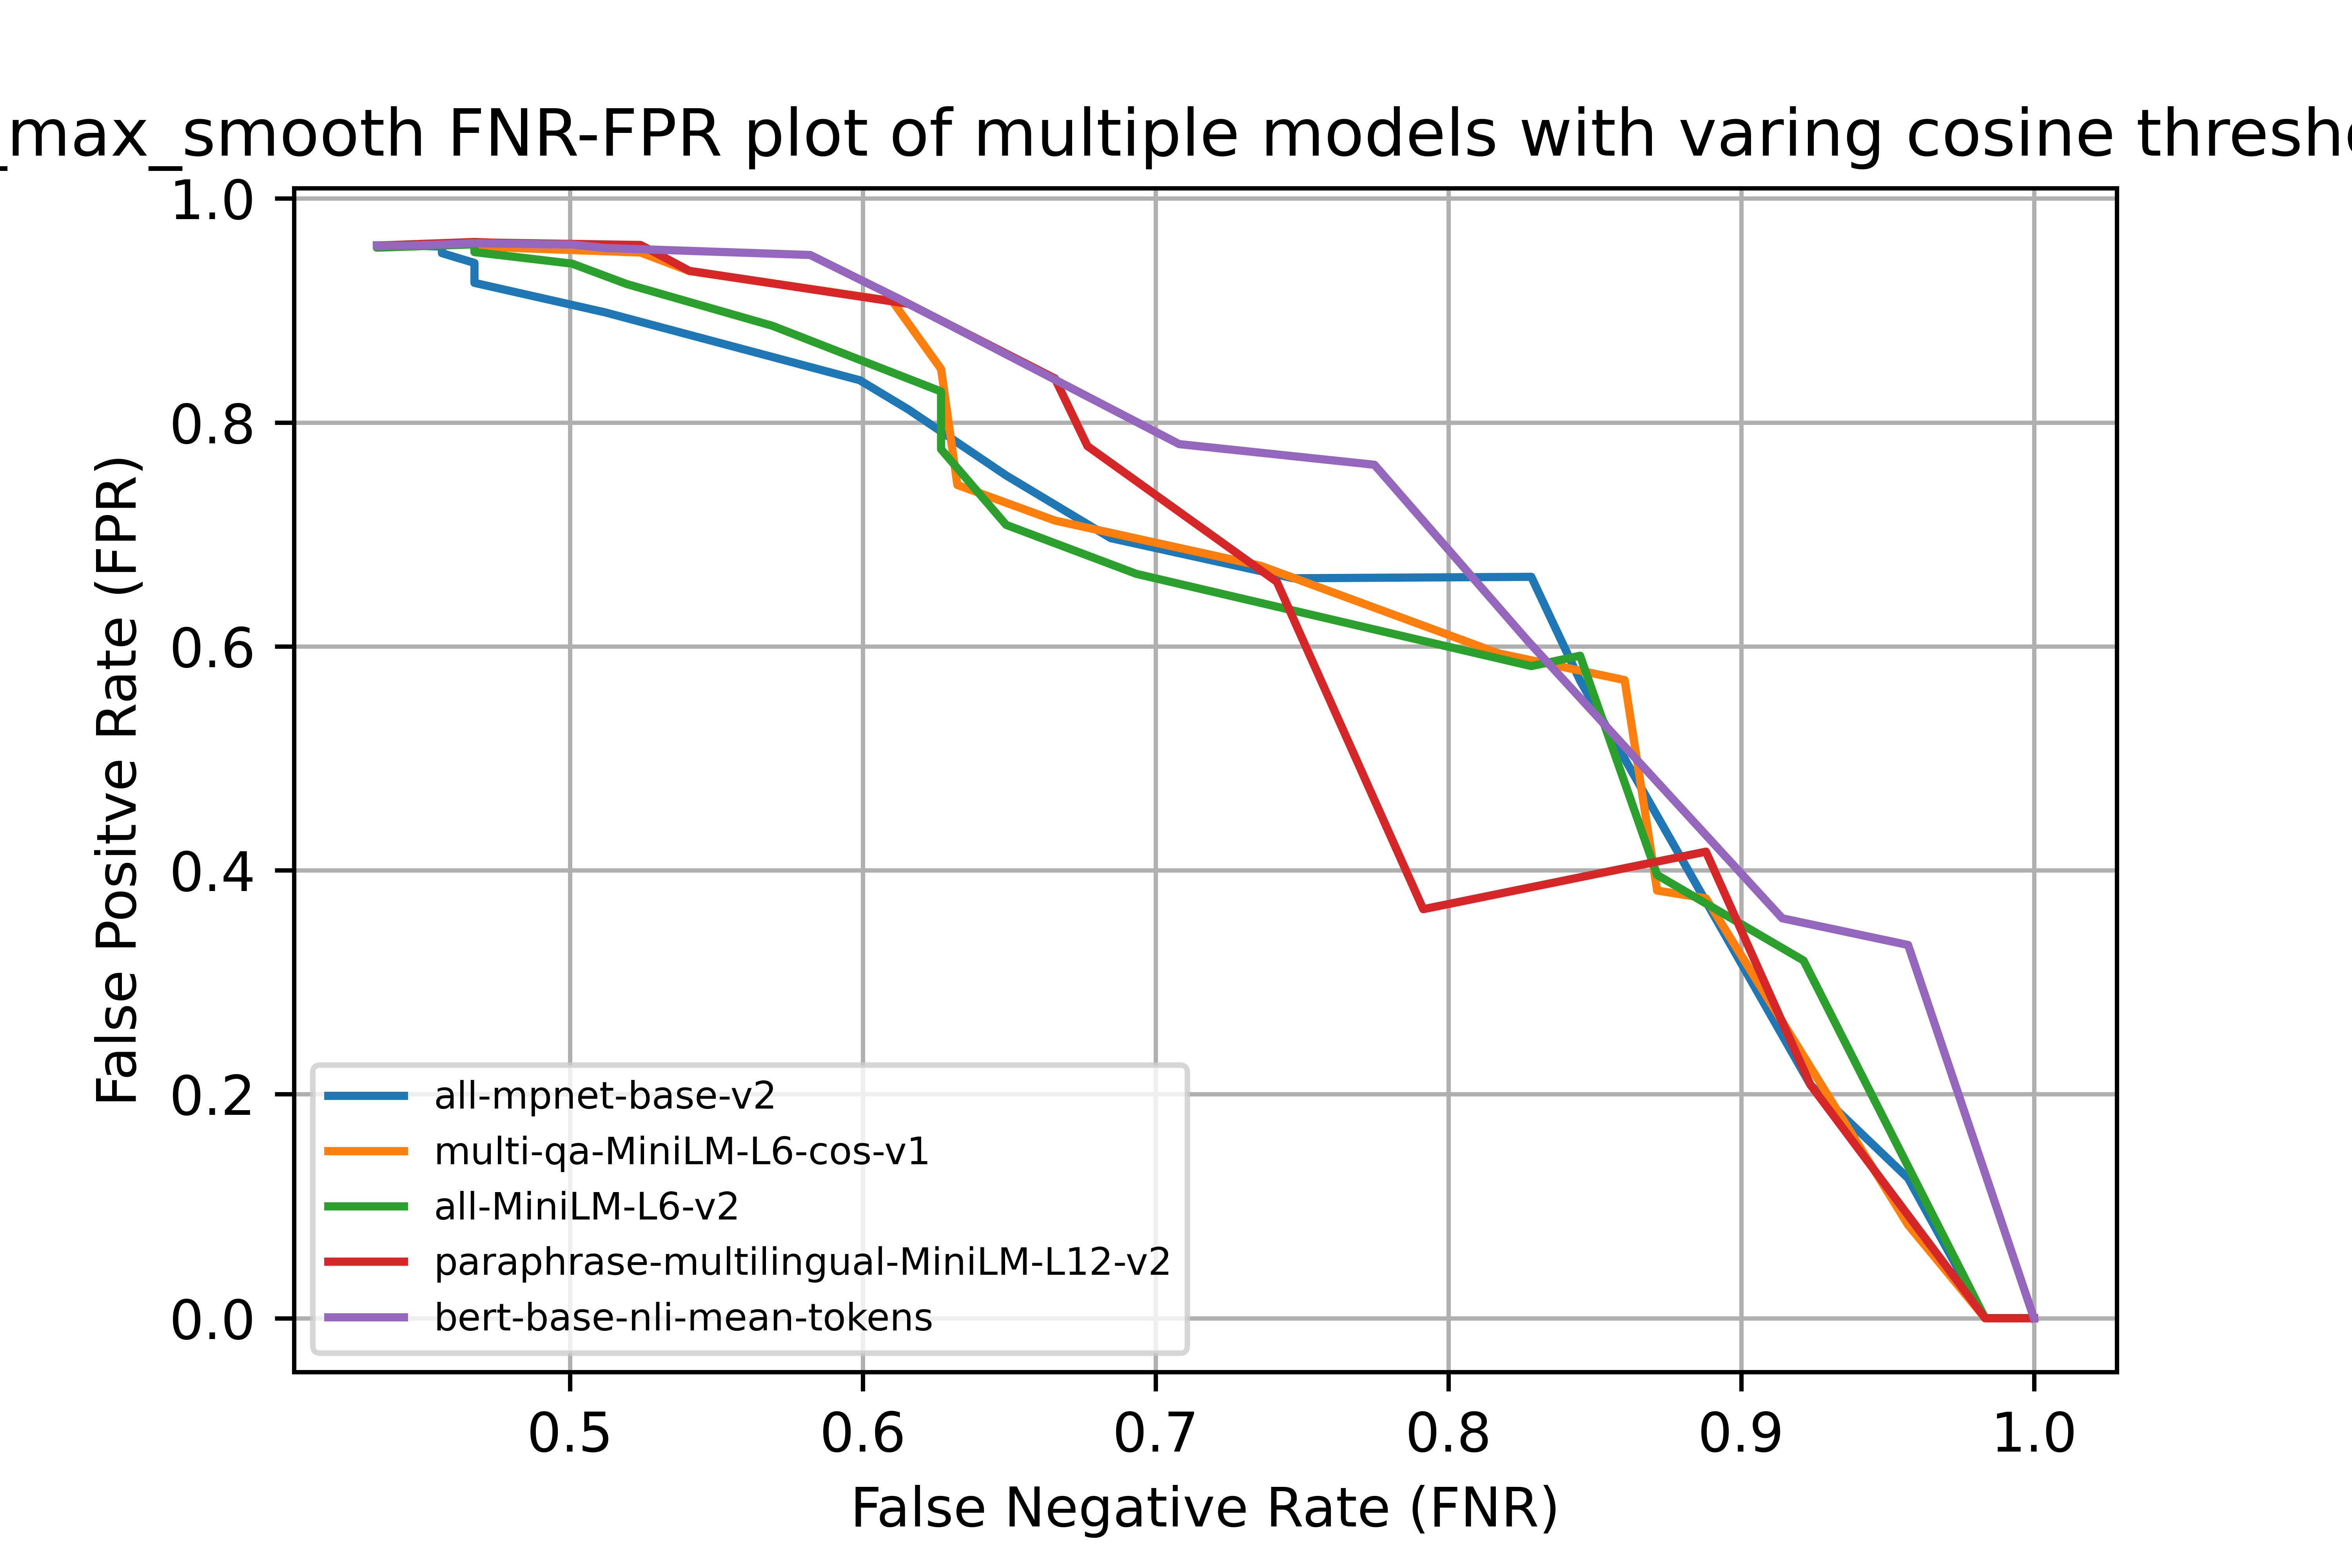 _max_smooth FNR-FPR plot of multiple models with varing cosine
1.0
0.8
0.6
0.4
0.2
0.0
False Positve Rate (FPR)
all-mpnet-base-v2
multi-qa-MiniLM-L6-cos-v1
all-MiniLM-L6-v2
paraphrase-multilingual-MiniLM-L12-v2
bert-base-nli-mean-tokens
0.5 0.6 0.7 0.8 0.9 1.0
False Negative Rate (FNR)